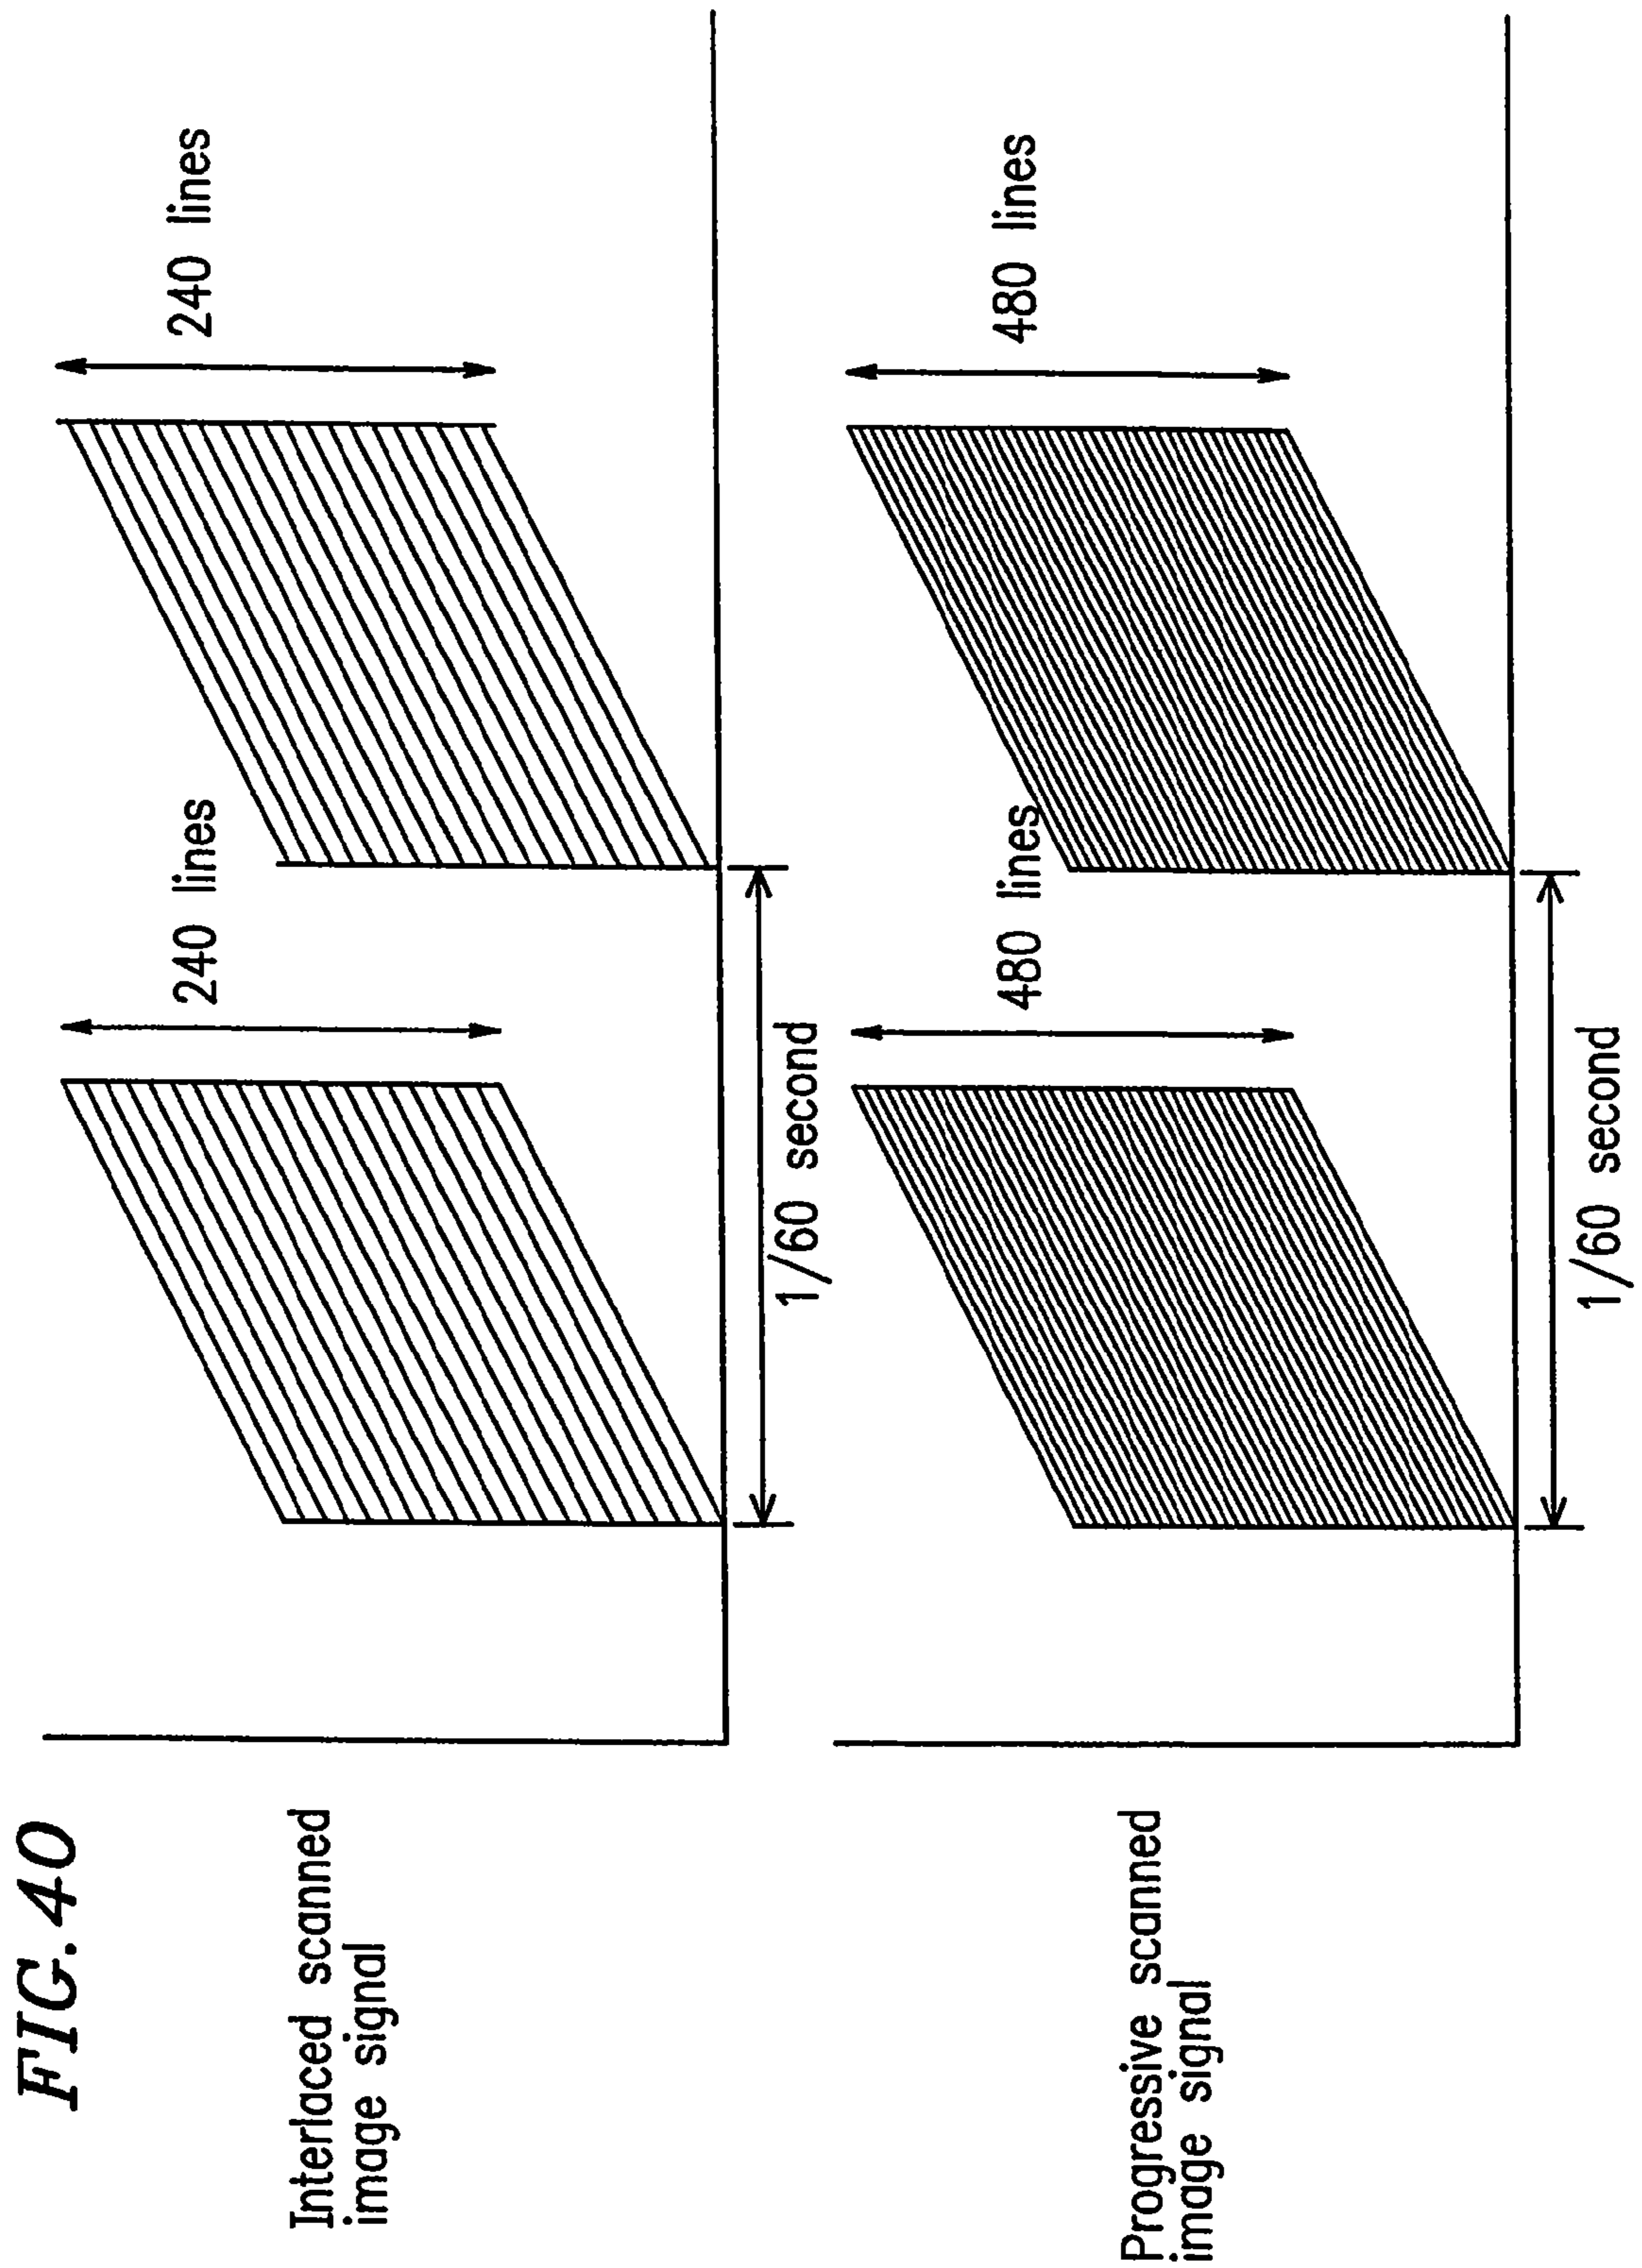 FIG. 40
Interlaced scanned
image signal
240 lines
240 lines
1/60 second
Progressive scanned
image signal
480 lines
480 lines
1/60 second